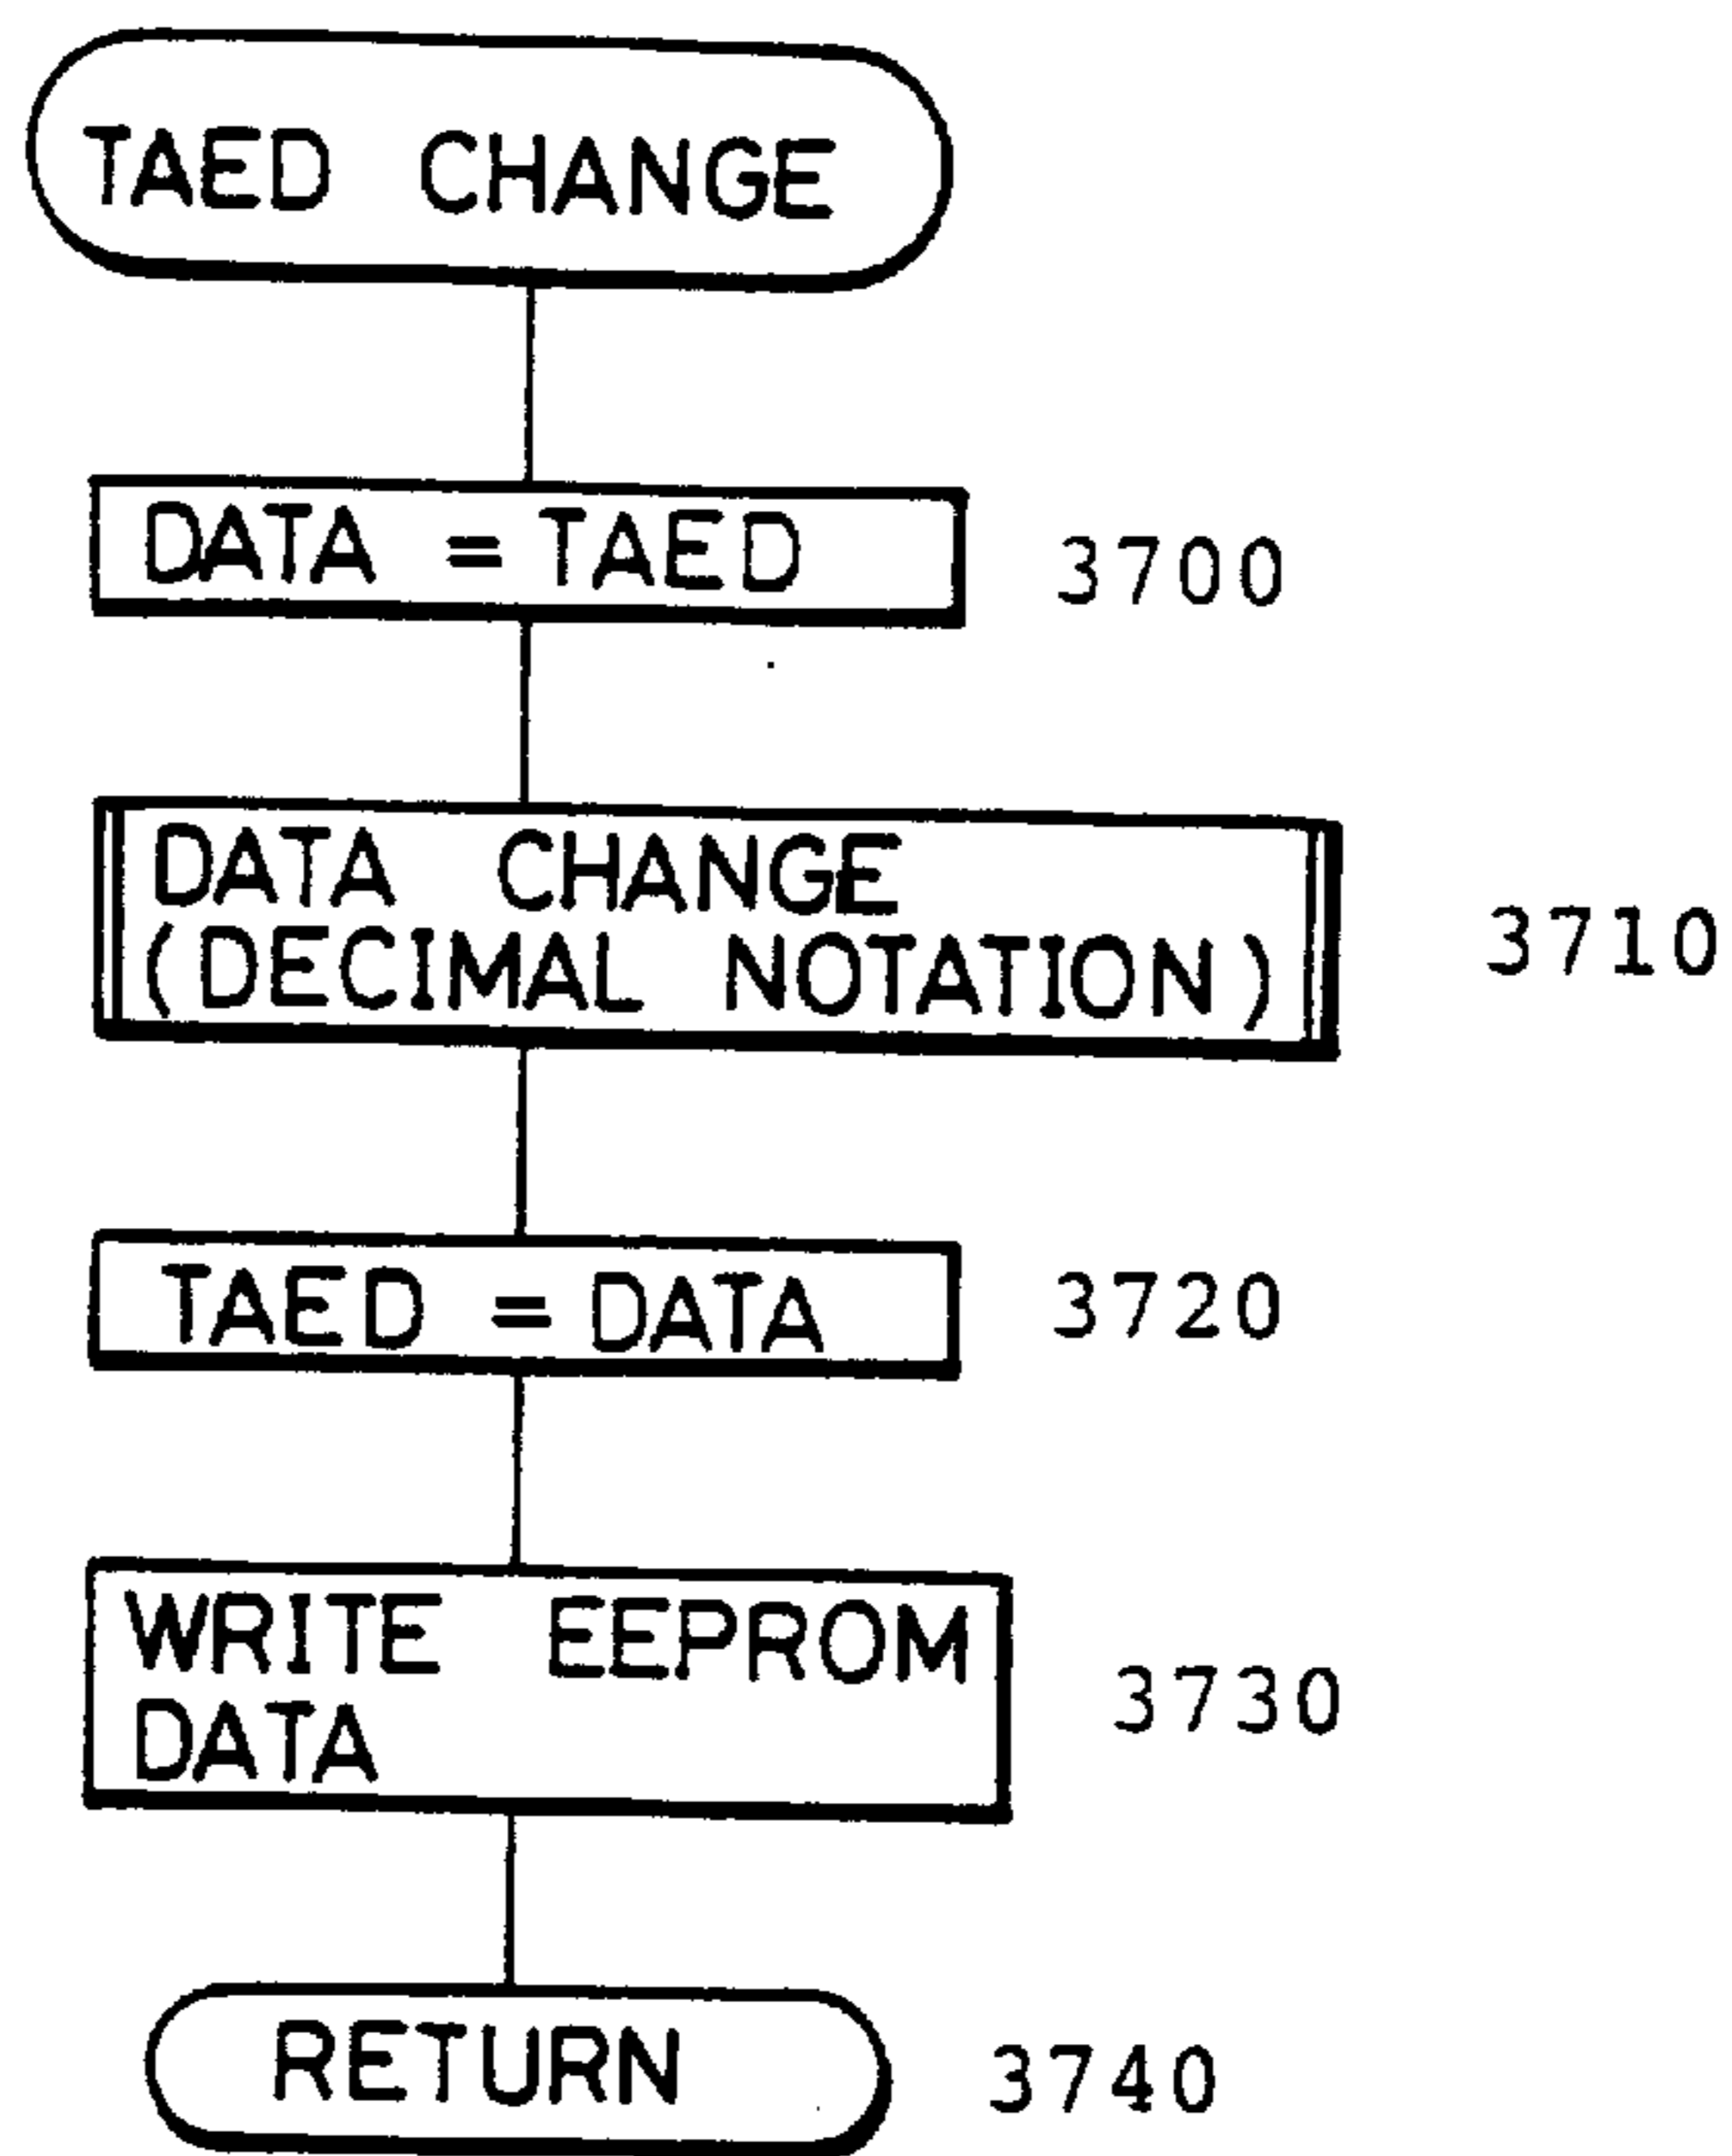 TAED CHANGE
DATA = TAED 3700
DATA CHANGE
(DECIMAL NOTATION) 3710
TAED = DATA 3720
WRITE EEPROM
DATA 3730
RETURN 3740